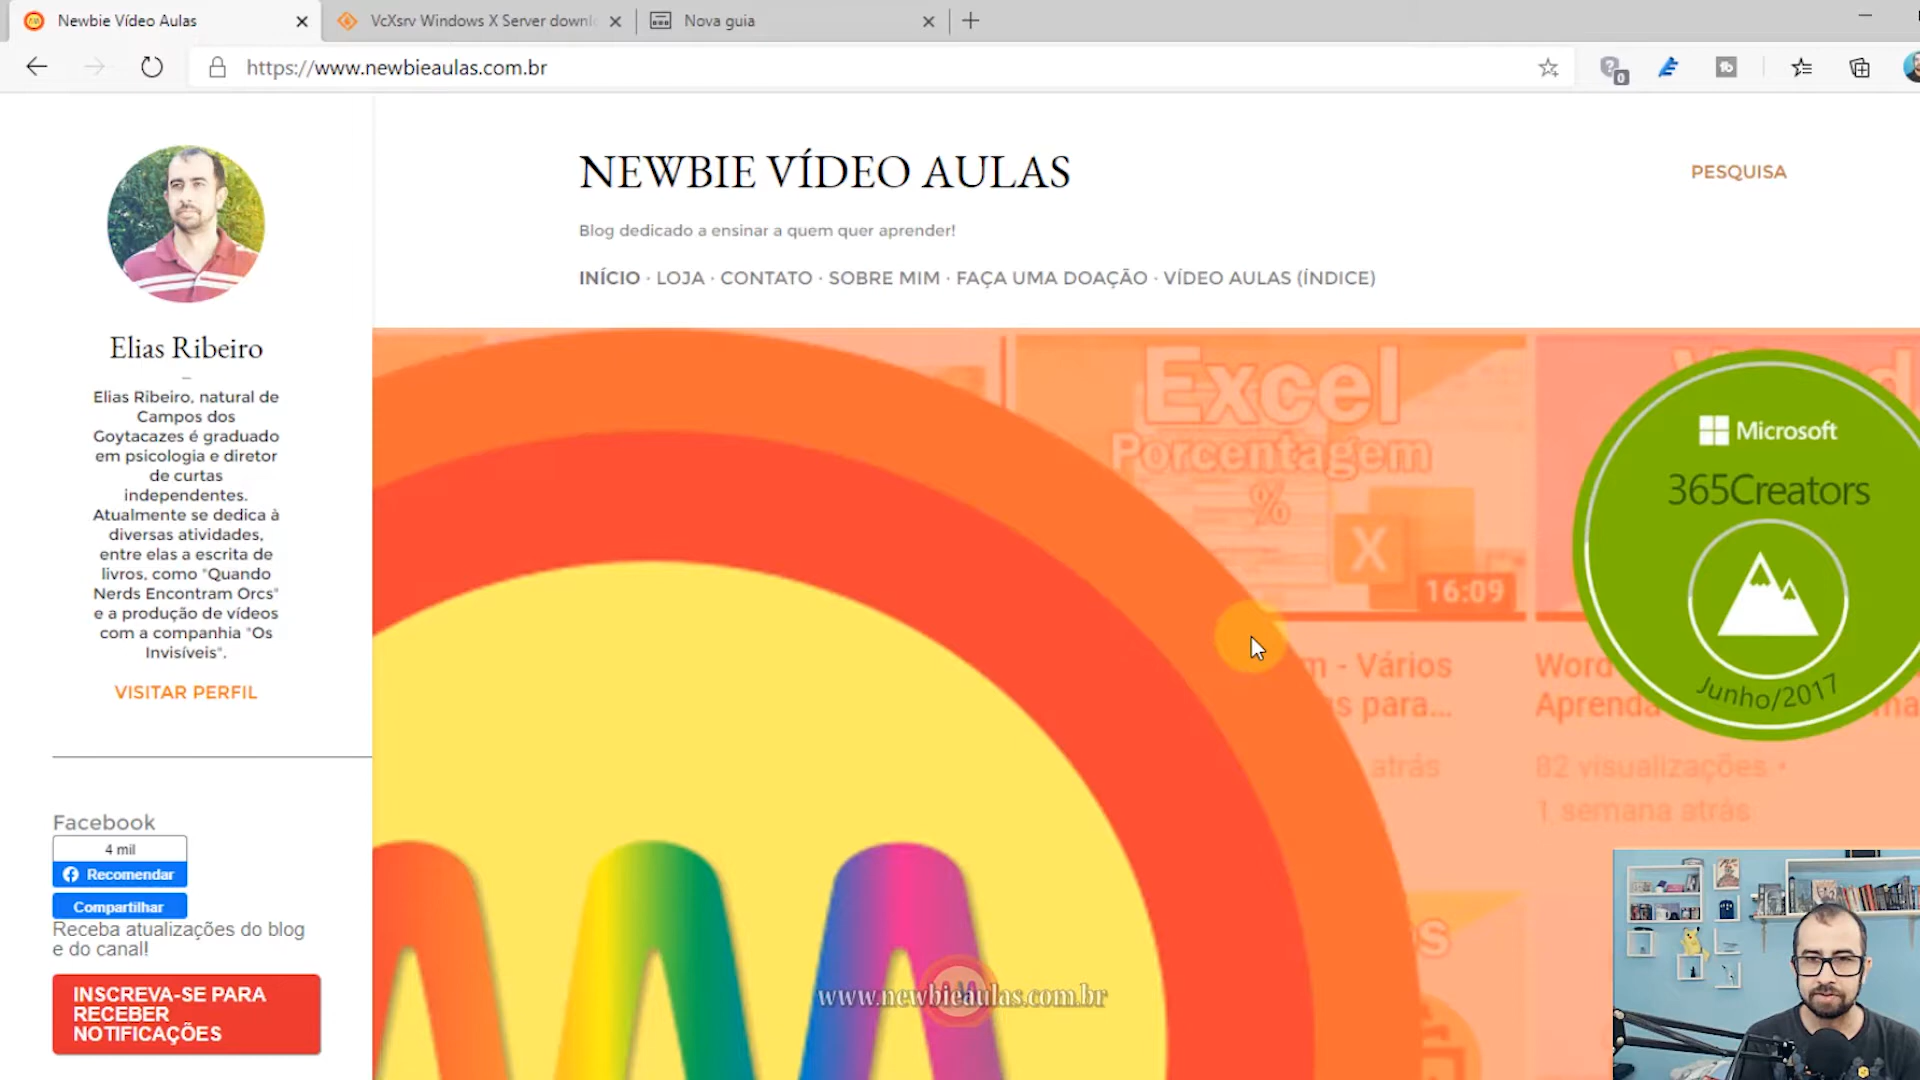 Newbie Vídeo Aulas
VcXsrv Windows X Server downl
Nova guia
https://www.newbieaulas.com.br
0
NEWBIE VÍDEO AULAS
PESQUISA
Blog dedicado a ensinar a quem quer aprender!
INÍCIO · LOJA · CONTATO · SOBRE MIM · FAÇA UMA DOAÇÃO · VÍDEO AULAS (ÍNDICE)
Elias Ribeiro
Elias Ribeiro, natural de
Campos dos
Goytacazes é graduado
em psicologia e diretor
de curtas
independentes.
Atualmente se dedica à
diversas atividades,
entre elas a escrita de
livros, como "Quando
Nerds Encontram Orcs"
e a produção de vídeos
com a companhia "Os
Invisíveis".
VISITAR PERFIL
Facebook
4 mil
Recomendar
Compartilhar
Receba atualizações do blog
e do canal!
INSCREVA-SE PARA
RECEBER
NOTIFICAÇÕES
Excel
Porcentagem
%
X
16:09
m - Vários
s para...
atrás
Word
Aprenda
82 visualizações •
1 semana atrás
Microsoft
365Creators
Junho/2017
www.newbieaulas.com.br